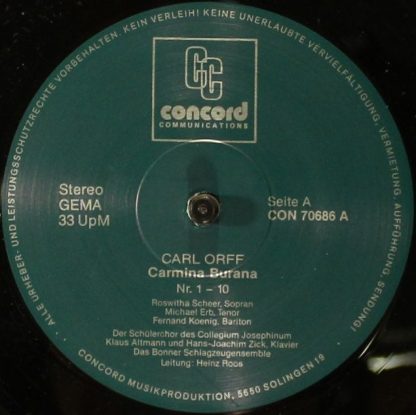 ALLE URHEBER- UND LEISTUNGSSCHUTZRECHTE VORBEHALTEN. KEIN VERLEIH! KEINE UNERLAUBTE VERVIELFÄLTIGUNG, VERMIETUNG, AUFFÜHRUNG, SENDUNG!
CC
concord
COMMUNICATIONS
Stereo
GEMA
33 UpM
Seite A
CON 70686 A
CARL ORFF
Carmina Burana
Nr. 1 – 10
Roswitha Scheer, Sopran
Michael Erb, Tenor
Fernand Koenig, Bariton
Der Schülerchor des Collegium Josephinum
Klaus Altmann und Hans-Joachim Zick, Klavier
Das Bonner Schlagzeugensemble
Leitung: Heinz Roos
CONCORD MUSIKPRODUKTION, 5650 SOLINGEN 19